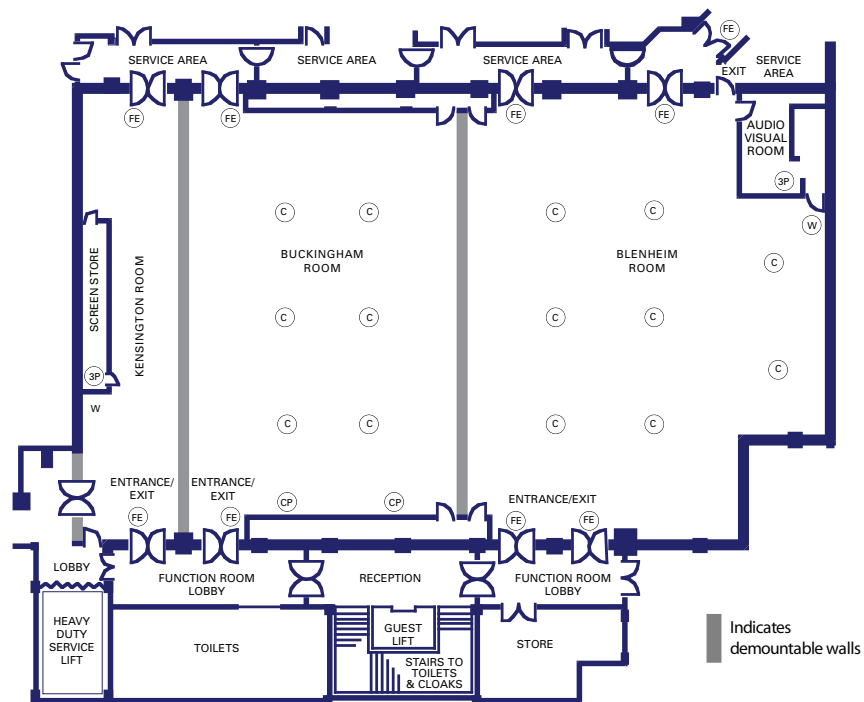 FE
SERVICE AREA
SERVICE AREA
SERVICE AREA
SERVICE
AREA
EXIT
FE
FE
FE
FE
AUDIO
VISUAL
ROOM
3P
W
C
C
C
C
BUCKINGHAM
ROOM
BLENHEIM
ROOM
C
SCREEN STORE
KENSINGTON ROOM
C
C
C
C
C
3P
W
C
C
C
C
ENTRANCE/
EXIT
ENTRANCE/
EXIT
CP
CP
ENTRANCE/EXIT
FE
FE
FE
FE
LOBBY
FUNCTION ROOM
LOBBY
RECEPTION
FUNCTION ROOM
LOBBY
HEAVY
DUTY
SERVICE
LIFT
TOILETS
GUEST
LIFT
STAIRS TO
TOILETS
& CLOAKS
STORE
Indicates
demountable walls